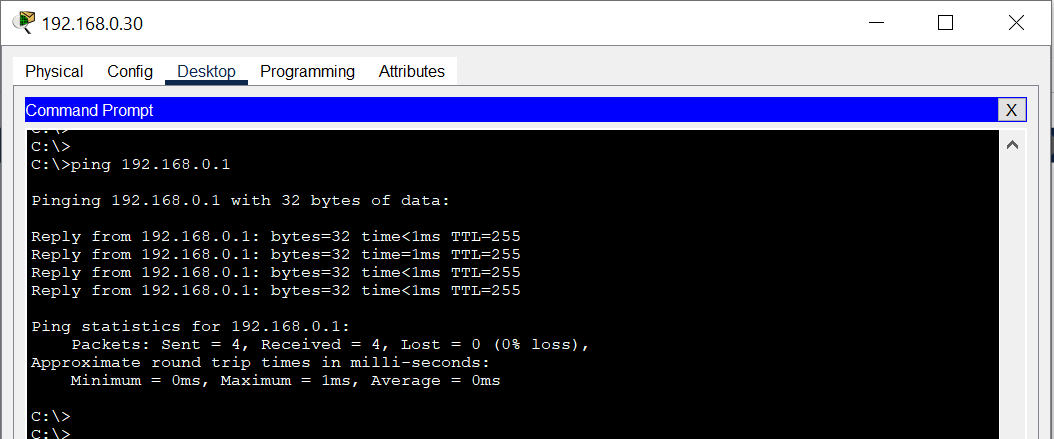 192.168.0.30
Physical Config Desktop Programming Attributes
Command Prompt X
C:\>
C:\>
C:\>ping 192.168.0.1
Pinging 192.168.0.1 with 32 bytes of data:
Reply from 192.168.0.1: bytes=32 time<1ms TTL=255
Reply from 192.168.0.1: bytes=32 time=1ms TTL=255
Reply from 192.168.0.1: bytes=32 time<1ms TTL=255
Reply from 192.168.0.1: bytes=32 time<1ms TTL=255
Ping statistics for 192.168.0.1:
Packets: Sent = 4, Received = 4, Lost = 0 (0% loss),
Approximate round trip times in milli-seconds:
Minimum = 0ms, Maximum = 1ms, Average = 0ms
C:\>
C:\>